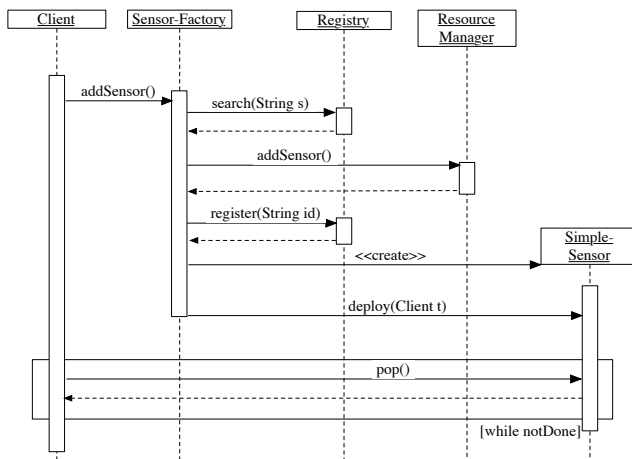 Client
Sensor-Factory
Registry
Resource
Manager
addSensor()
search(String s)
addSensor()
register(String id)
<<create>>
Simple-
Sensor
deploy(Client t)
pop()
[while notDone]